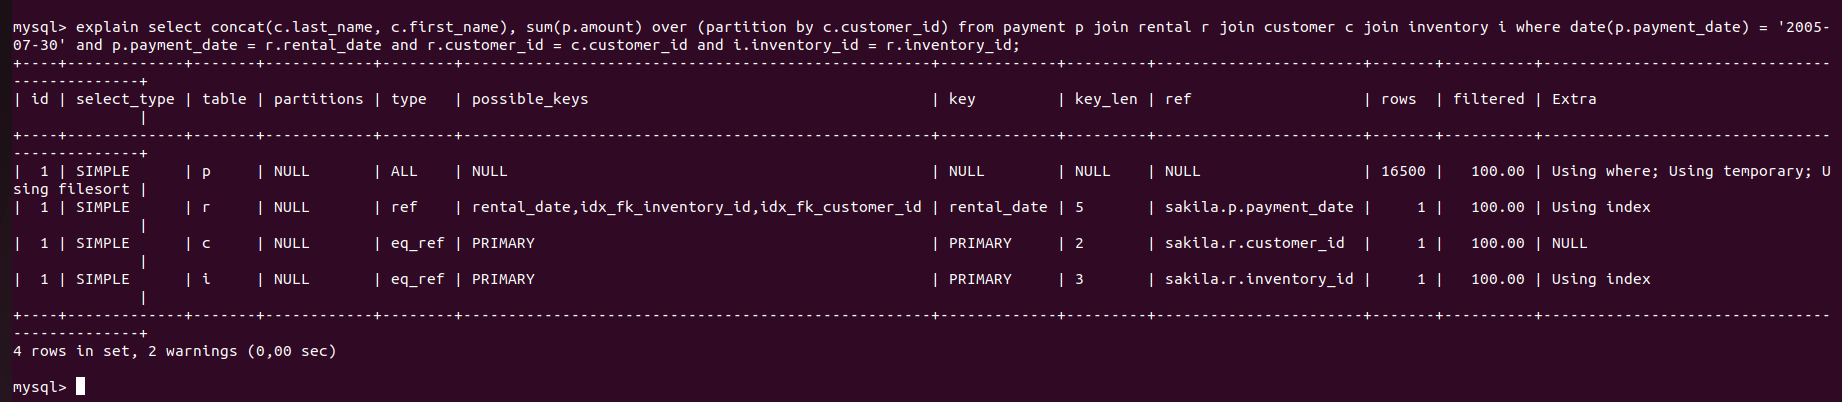 mysql> explain select concat(c.last_name, c.first_name), sum(p.amount) over (partition by c.customer_id) from payment p join rental r join customer c join inventory i where date(p.payment_date) = '2005-
07-30' and p.payment_date = r.rental_date and r.customer_id = c.customer_id and i.inventory_id = r.inventory_id;
+----+-------------+-------+------------+--------+----------------------------------------------------+-------------+---------+----------------------+-------+----------+--------------------------------
--------------+
| id | select_type | table | partitions | type   | possible_keys                                      | key         | key_len | ref                  | rows  | filtered | Extra
              |
+----+-------------+-------+------------+--------+----------------------------------------------------+-------------+---------+----------------------+-------+----------+--------------------------------
--------------+
|  1 | SIMPLE      | p     | NULL       | ALL    | NULL                                               | NULL        | NULL    | NULL                 | 16500 |   100.00 | Using where; Using temporary; U
sing filesort |
|  1 | SIMPLE      | r     | NULL       | ref    | rental_date,idx_fk_inventory_id,idx_fk_customer_id | rental_date | 5       | sakila.p.payment_date |     1 |   100.00 | Using index
              |
|  1 | SIMPLE      | c     | NULL       | eq_ref | PRIMARY                                            | PRIMARY     | 2       | sakila.r.customer_id  |     1 |   100.00 | NULL
              |
|  1 | SIMPLE      | i     | NULL       | eq_ref | PRIMARY                                            | PRIMARY     | 3       | sakila.r.inventory_id |     1 |   100.00 | Using index
              |
+----+-------------+-------+------------+--------+----------------------------------------------------+-------------+---------+----------------------+-------+----------+--------------------------------
--------------+
4 rows in set, 2 warnings (0,00 sec)
mysql>